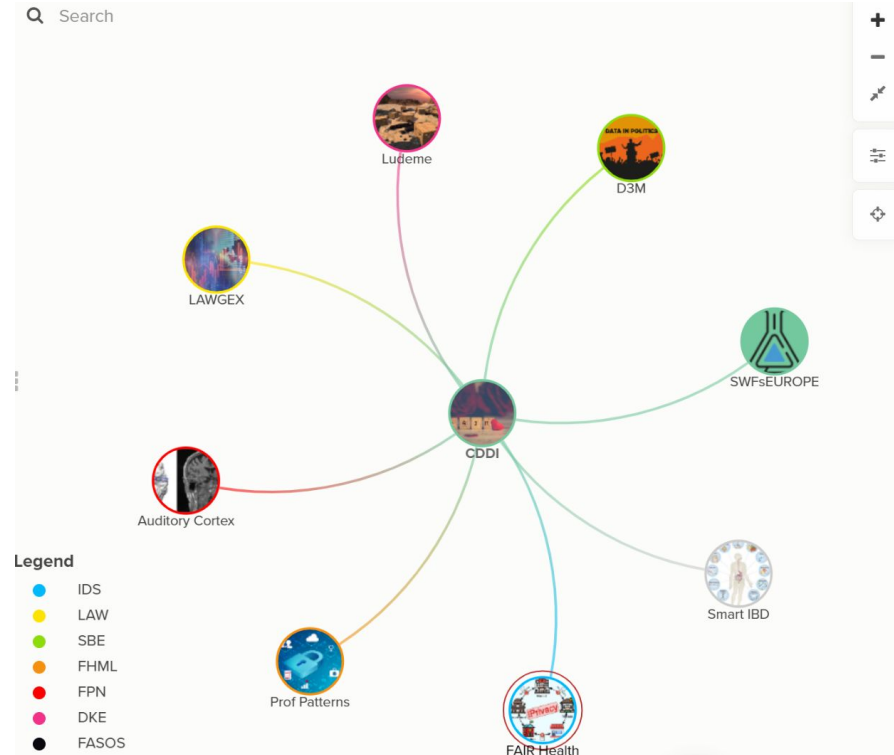 Search
Ludeme
DATA IN POLITICS
D3M
LAWGEX
SWFsEUROPE
CDDI
Auditory Cortex
Smart IBD
Prof Patterns
Privacy
FAIR Health
Legend
IDS
LAW
SBE
FHML
FPN
DKE
FASOS